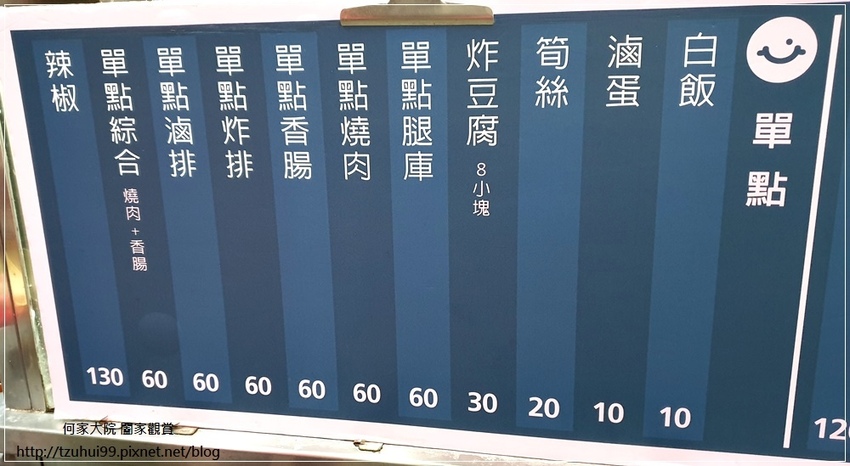 單點
白飯 10
滷蛋 10
筍絲 20
炸豆腐 8小塊 30
單點腿庫 60
單點燒肉 60
單點香腸 60
單點炸排 60
單點滷排 60
單點綜合 燒肉+香腸 60
辣椒 130
何家大院 闔家觀賞
http://tzuhui99.pixnet.net/blog